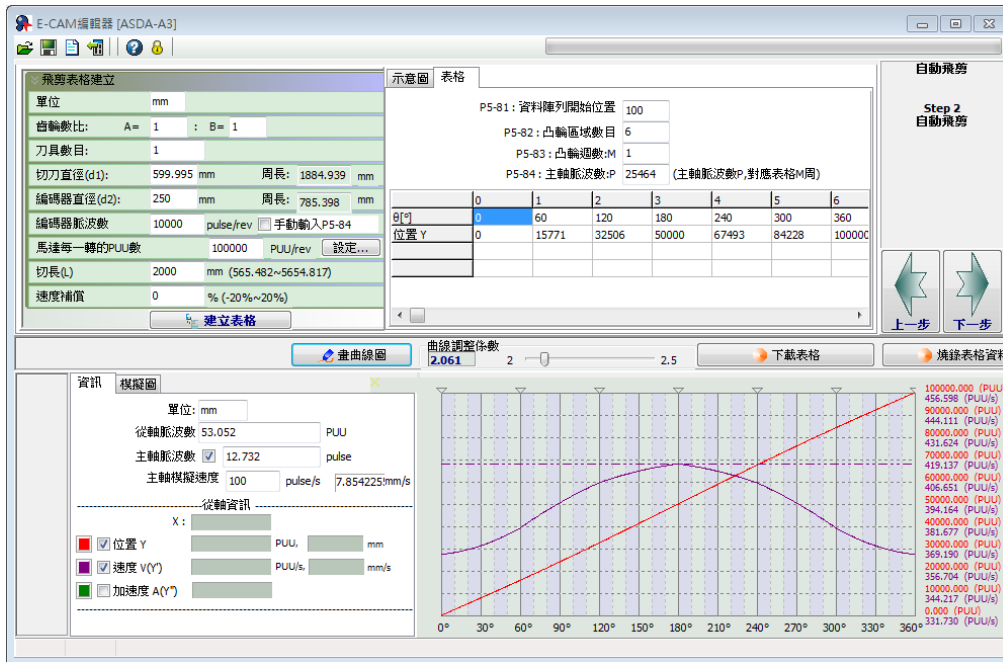 E-CAM編輯器 [ASDA-A3]
飛剪表格建立
單位 mm
齒輪數比: A= 1 : B= 1
刀具數目: 1
切刀直徑(d1): 599.995 mm 周長: 1884.939 mm
編碼器直徑(d2): 250 mm 周長: 785.398 mm
編碼器脈波數 10000 pulse/rev 手動輸入P5-84
馬達每一轉的PUU數 100000 PUU/rev 設定...
切長(L) 2000 mm (565.482~5654.817)
速度補償 0 % (-20%~20%)
建立表格
示意圖 表格
P5-81 : 資料陣列開始位置 100
P5-82 : 凸輪區域數目 6
P5-83 : 凸輪週數:M 1
P5-84 : 主軸脈波數:P 25464 (主軸脈波數P,對應表格M周)
0 1 2 3 4 5 6
θ[°] 0 60 120 180 240 300 360
位置 Y 0 15771 32506 50000 67493 84228 100000
自動飛剪
Step 2
自動飛剪
上一步 下一步
畫曲線圖
曲線調整係數
2.061 2 2.5
下載表格
燒錄表格資料
資訊 模擬圖
單位: mm
從軸脈波數 53.052 PUU
主軸脈波數 12.732 pulse
主軸模擬速度 100 pulse/s 7.854225 mm/s
從軸資訊
X :
位置 Y PUU, mm
速度 V(Y') PUU/s, mm/s
加速度 A(Y")
100000.000 (PUU
456.598 (PUU/s)
90000.000 (PUU)
444.111 (PUU/s)
80000.000 (PUU)
431.624 (PUU/s)
70000.000 (PUU)
419.137 (PUU/s)
60000.000 (PUU)
406.651 (PUU/s)
50000.000 (PUU)
394.164 (PUU/s)
40000.000 (PUU)
381.677 (PUU/s)
30000.000 (PUU)
369.190 (PUU/s)
20000.000 (PUU)
356.704 (PUU/s)
10000.000 (PUU)
344.217 (PUU/s)
0.000 (PUU)
331.730 (PUU/s)
0° 30° 60° 90° 120° 150° 180° 210° 240° 270° 300° 330° 360°